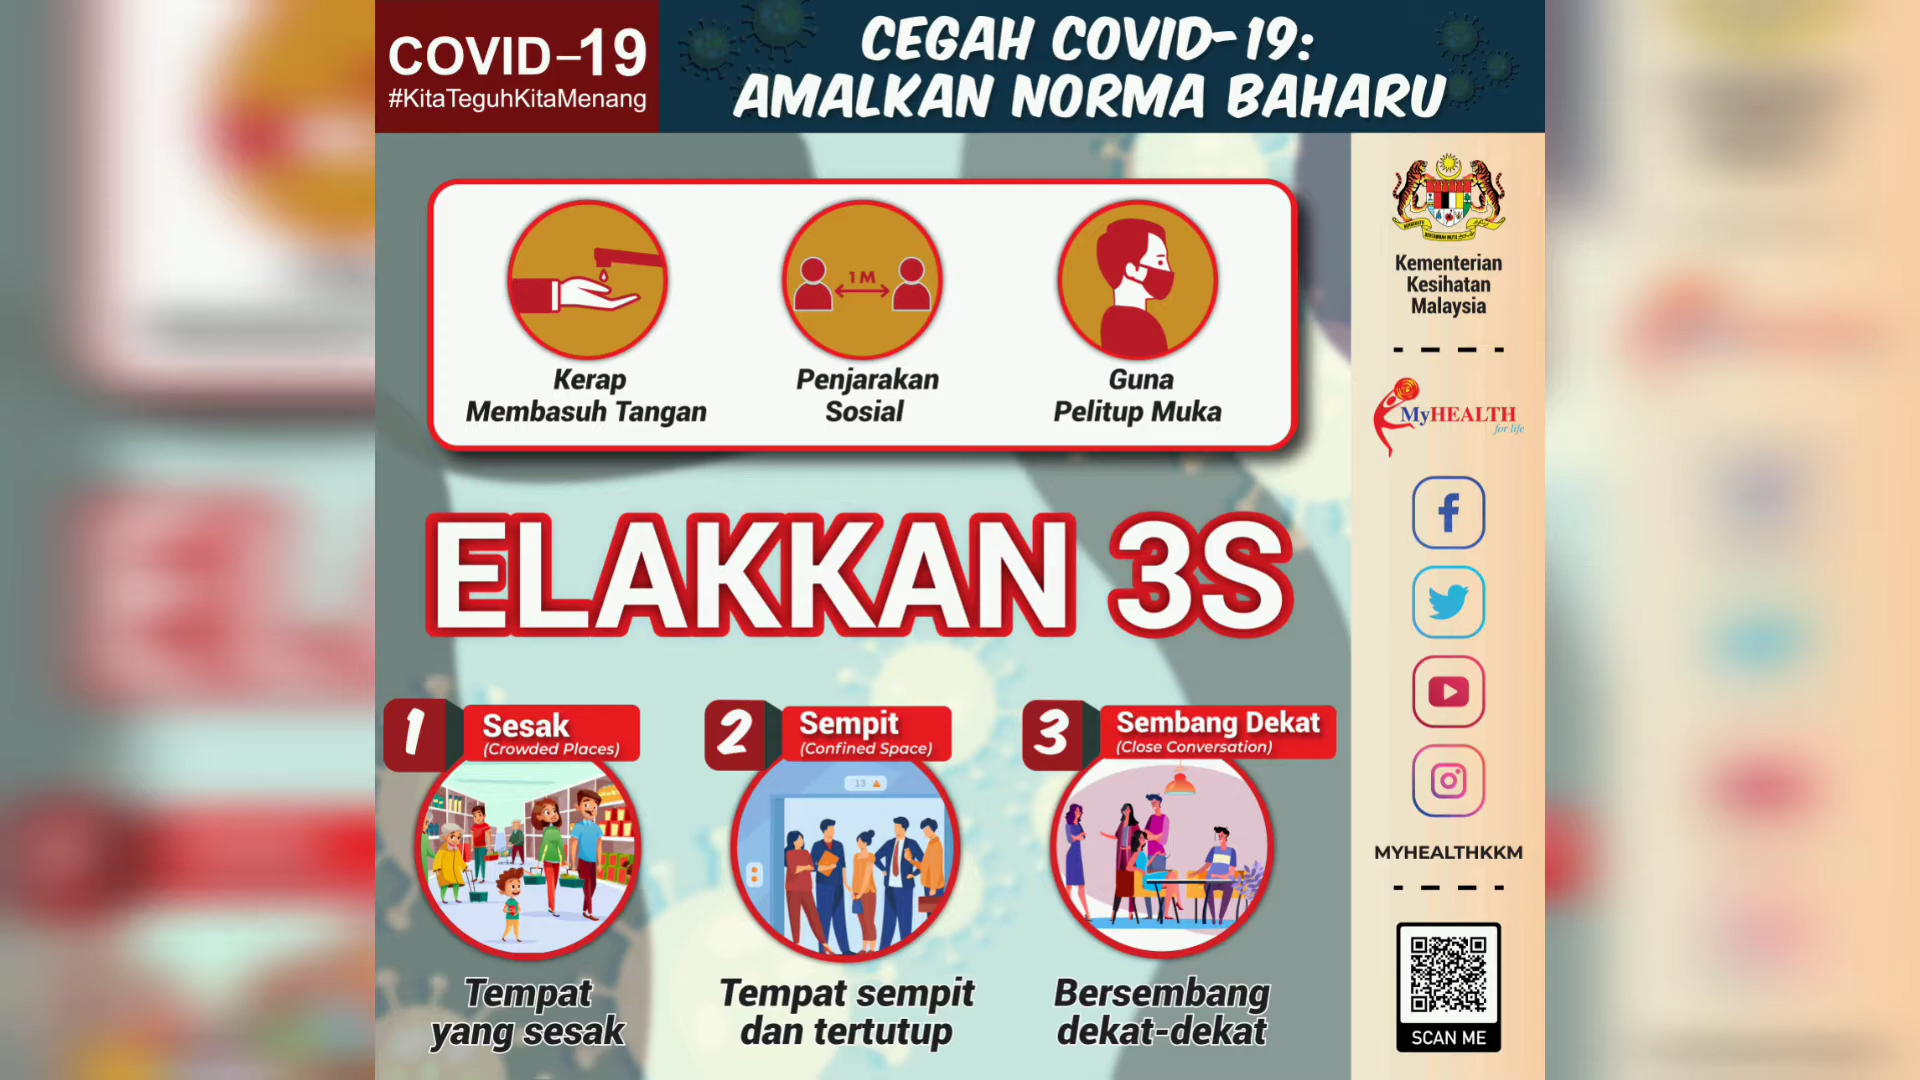 COVID-19
#KitaTeguhKitaMenang
CEGAH COVID-19:
AMALKAN NORMA BAHARU
1M
Kerap
Membasuh Tangan
Penjarakan
Sosial
Guna
Pelitup Muka
ELAKKAN 3S
1
Sesak
(Crowded Places)
Tempat
yang sesak
2
Sempit
(Confined Space)
13
Tempat sempit
dan tertutup
3
Sembang Dekat
(Close Conversation)
Bersembang
dekat-dekat
Kementerian
Kesihatan
Malaysia
MyHEALTH
for life
MYHEALTHKKM
SCAN ME